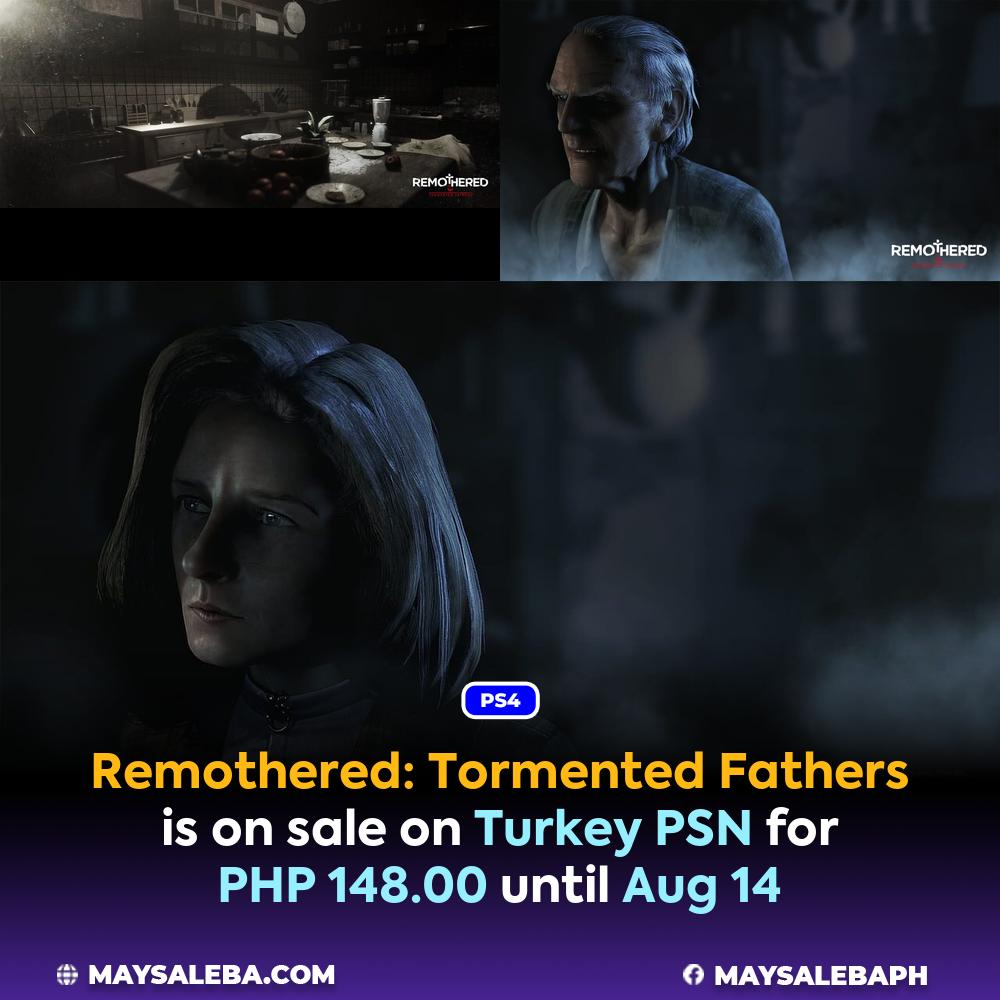 REMOTHERED
REMOTHERED
PS4
Remothered: Tormented Fathers
is on sale on Turkey PSN for
PHP 148.00 until Aug 14
MAYSALEBA.COM
MAYSALEBAPH